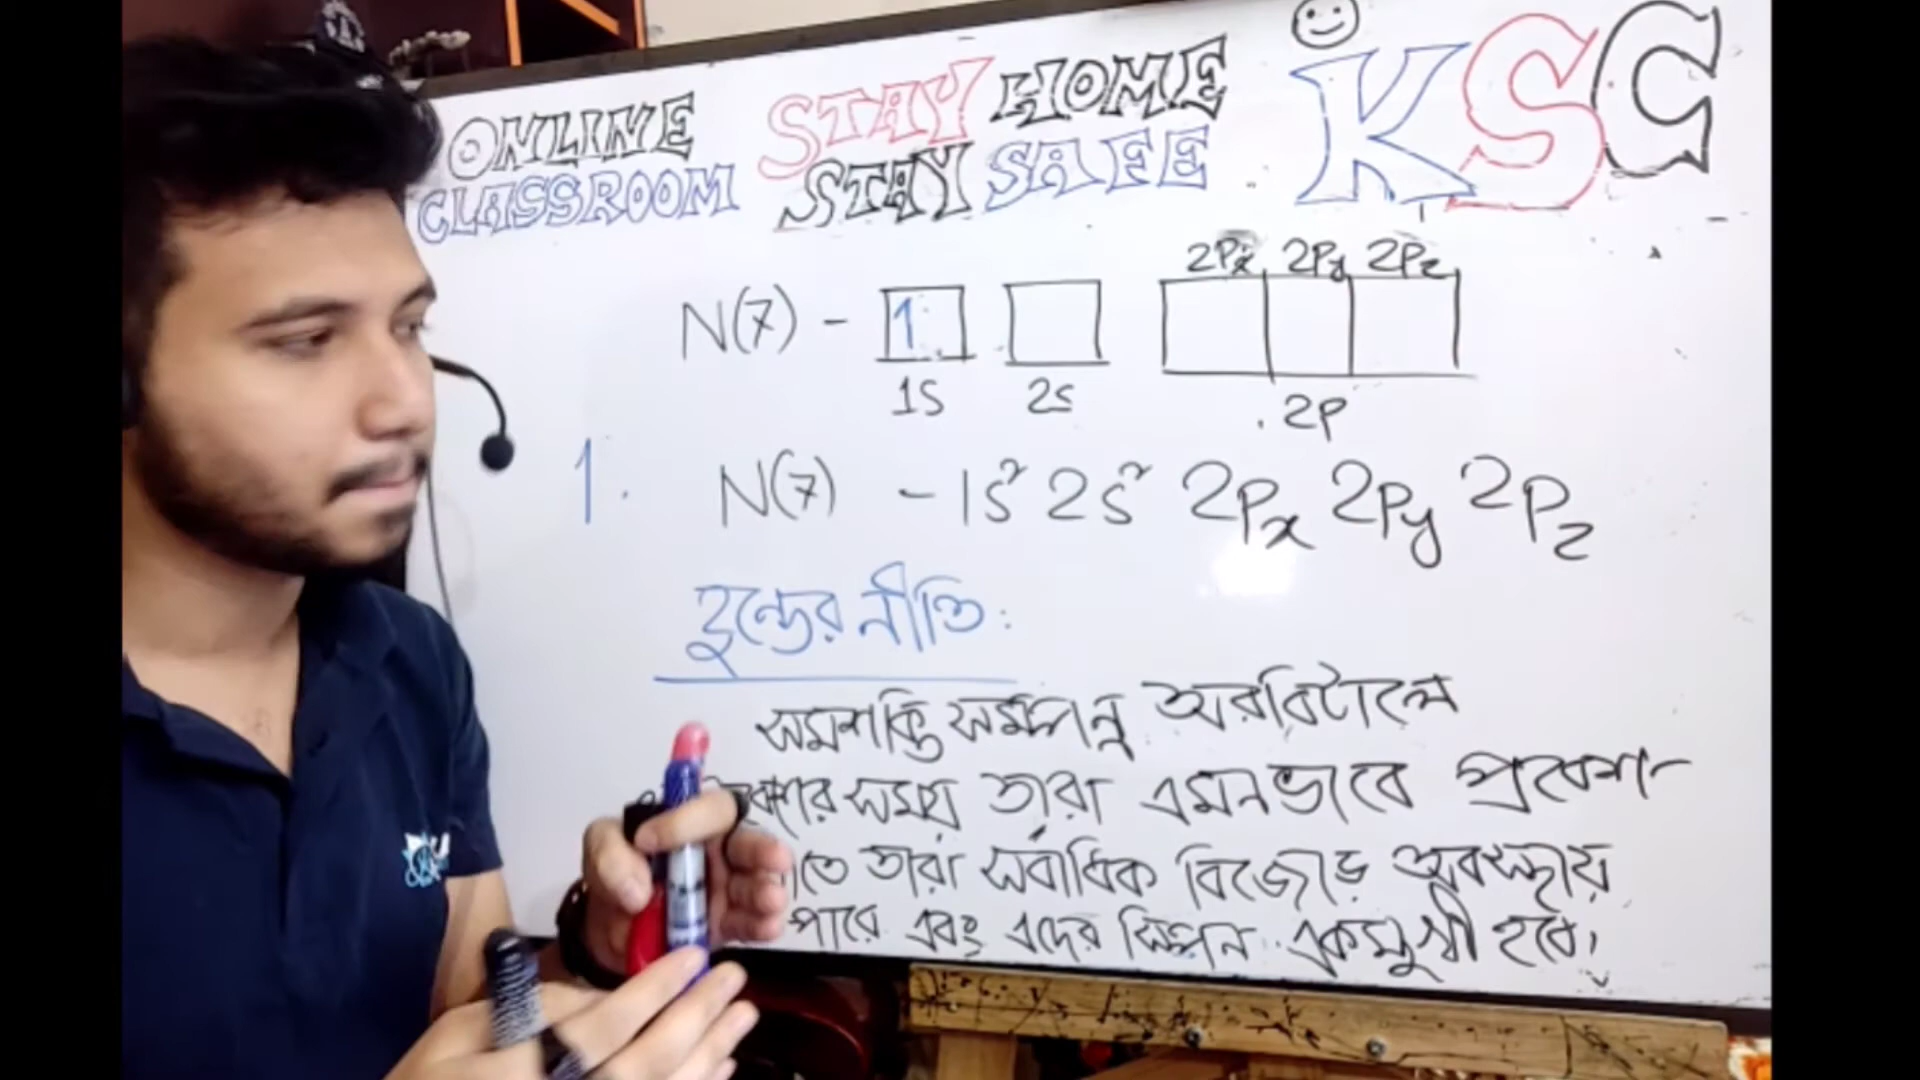 ONLINE CLASSROOM
STAY HOME STAY SAFE
KSC
2Px 2Py 2Pz
N(7) - 1
1S 2S 2P
1. N(7) - 1S² 2S² 2Px 2Py 2Pz
হুন্ডের নীতি:
সমশক্তি সম্পন্ন অরবিটালে
সময় তারা এমনভাবে প্রবেশ
তারা সর্বাধিক বিজোড় অবস্থায়
পারে এবং এদের স্পিন একমুখী হবে।